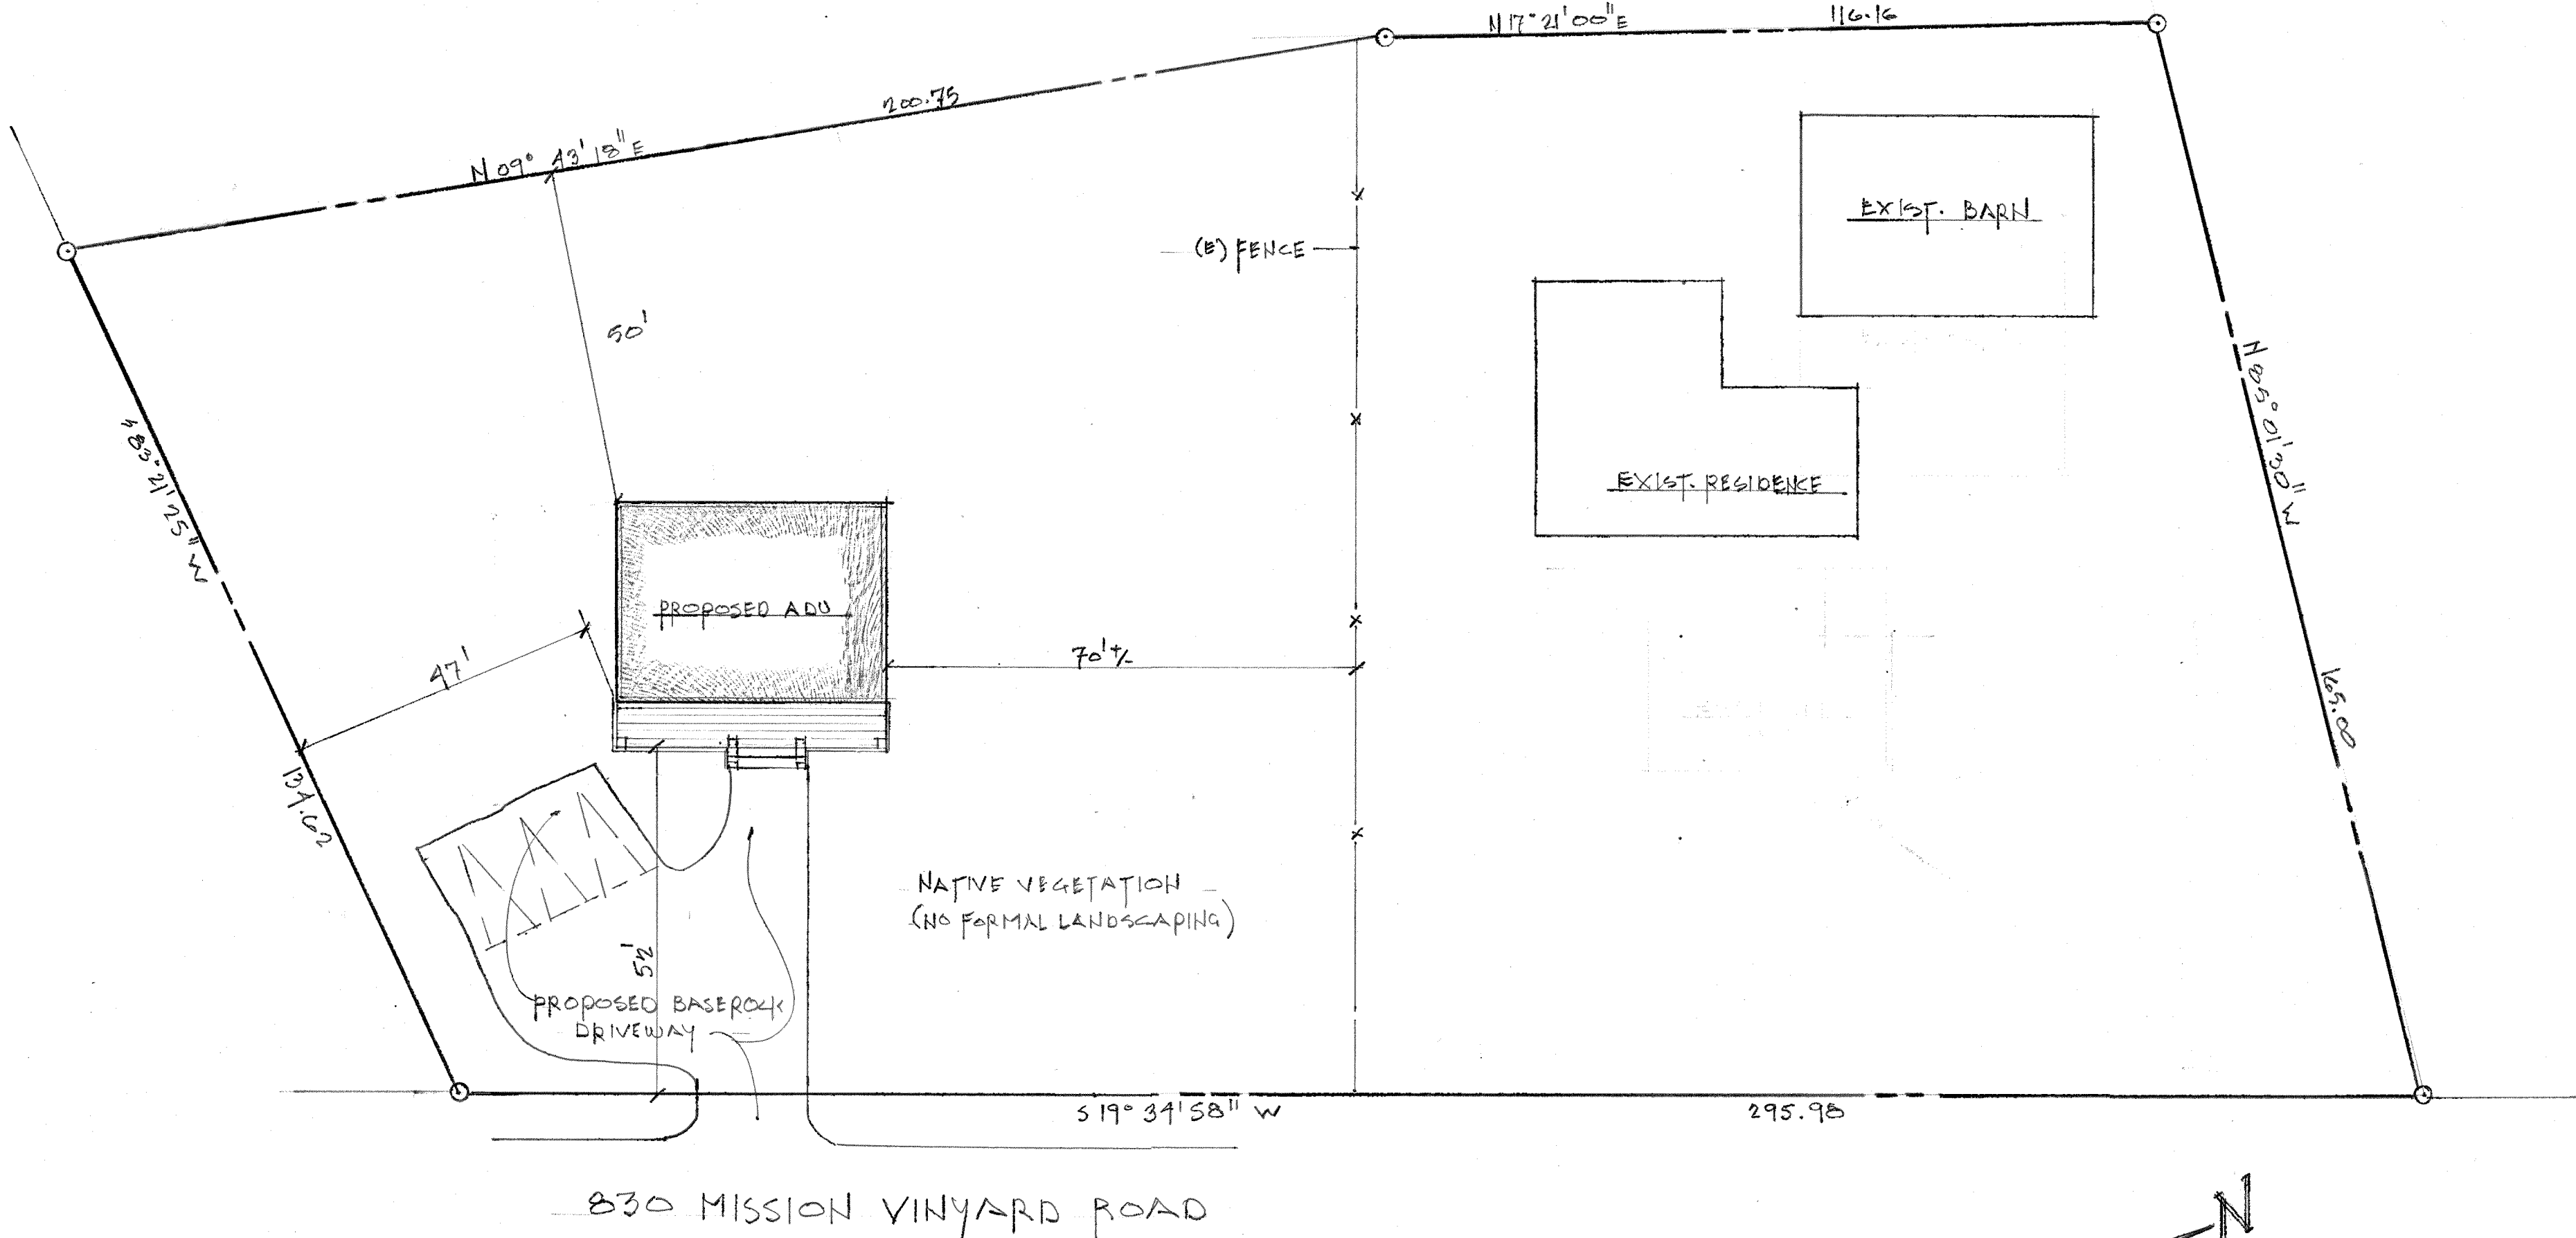 N 17° 21' 00" E
116.16
200.75
N 09° 43' 18" E
EXIST. BARN
(E) FENCE
50'
N 85° 01' 30" W
83° 21' 52" W
EXIST. RESIDENCE
PROPOSED ADU
47'
70' +/-
165.00
134.62
NATIVE VEGETATION
(NO FORMAL LANDSCAPING)
52'
PROPOSED BASEROCK
DRIVEWAY
S 19° 34' 58" W
295.98
830 MISSION VINYARD ROAD
N